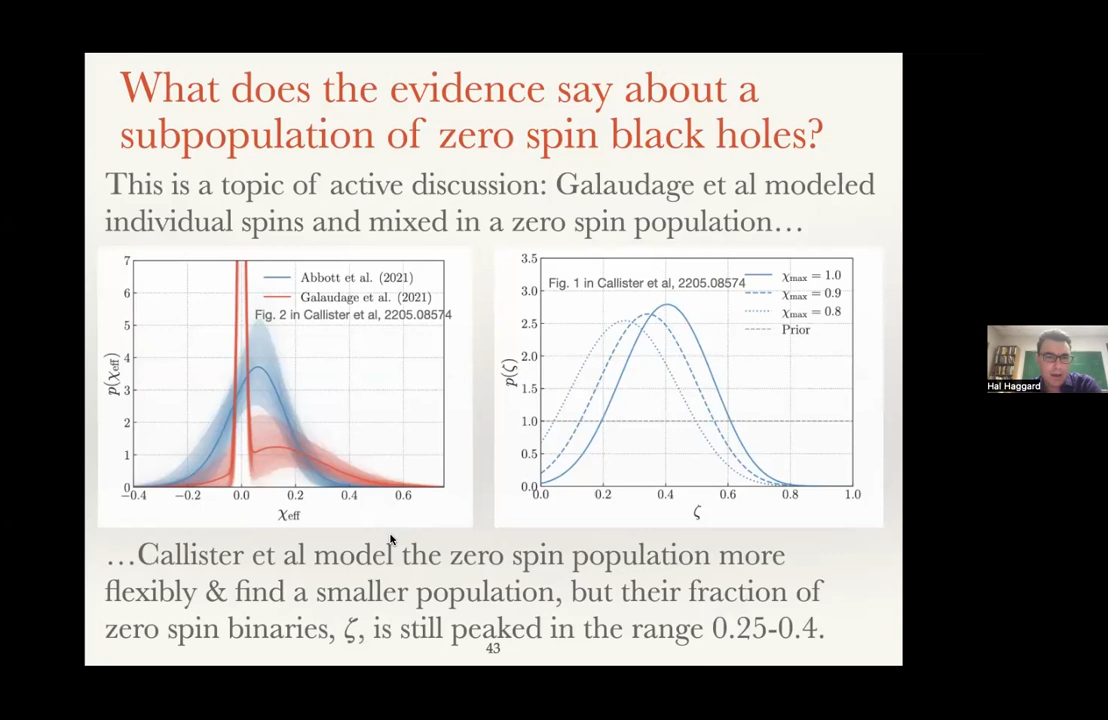 What does the evidence say about a
subpopulation of zero spin black holes?
This is a topic of active discussion: Galaudage et al modeled
individual spins and mixed in a zero spin population…
7
6
5
4
3
2
1
0
p(χeff)
Abbott et al. (2021)
Galaudage et al. (2021)
Fig. 2 in Callister et al, 2205.08574
−0.4 −0.2 0.0 0.2 0.4 0.6
χeff
3.5
3.0
2.5
2.0
1.5
1.0
0.5
0.0
p(ζ)
Fig. 1 in Callister et al, 2205.08574
χmax = 1.0
χmax = 0.9
χmax = 0.8
Prior
0.0 0.2 0.4 0.6 0.8 1.0
ζ
…Callister et al model the zero spin population more
flexibly & find a smaller population, but their fraction of
zero spin binaries, ζ, is still peaked in the range 0.25-0.4.
43
Hal Haggard